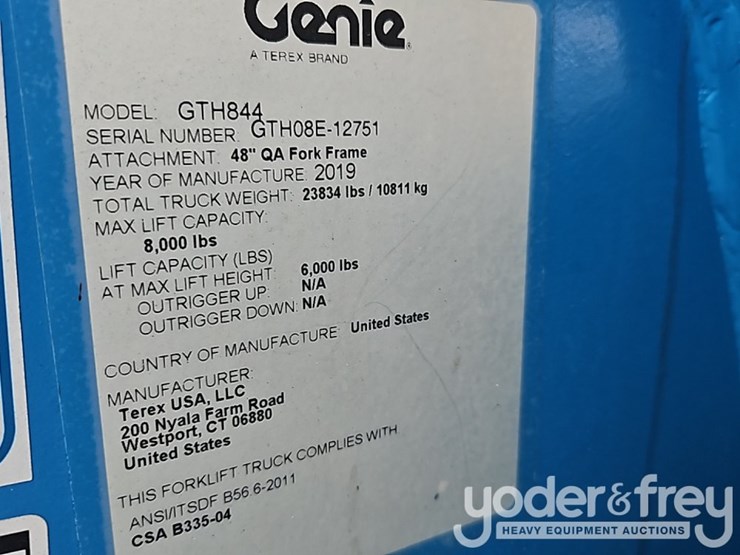 Genie
A TEREX BRAND
MODEL: GTH844
SERIAL NUMBER: GTH08E-12751
ATTACHMENT: 48" QA Fork Frame
YEAR OF MANUFACTURE 2019
TOTAL TRUCK WEIGHT: 23834 lbs / 10811 kg
MAX LIFT CAPACITY:
8,000 lbs
LIFT CAPACITY (LBS)
AT MAX LIFT HEIGHT: 6,000 lbs
OUTRIGGER UP: N/A
OUTRIGGER DOWN: N/A
COUNTRY OF MANUFACTURE United States
MANUFACTURER:
Terex USA, LLC
200 Nyala Farm Road
Westport, CT 06880
United States
THIS FORKLIFT TRUCK COMPLIES WITH
ANSI/ITSDF B56.6-2011
CSA B335-04
yoder&frey
HEAVY EQUIPMENT AUCTIONS